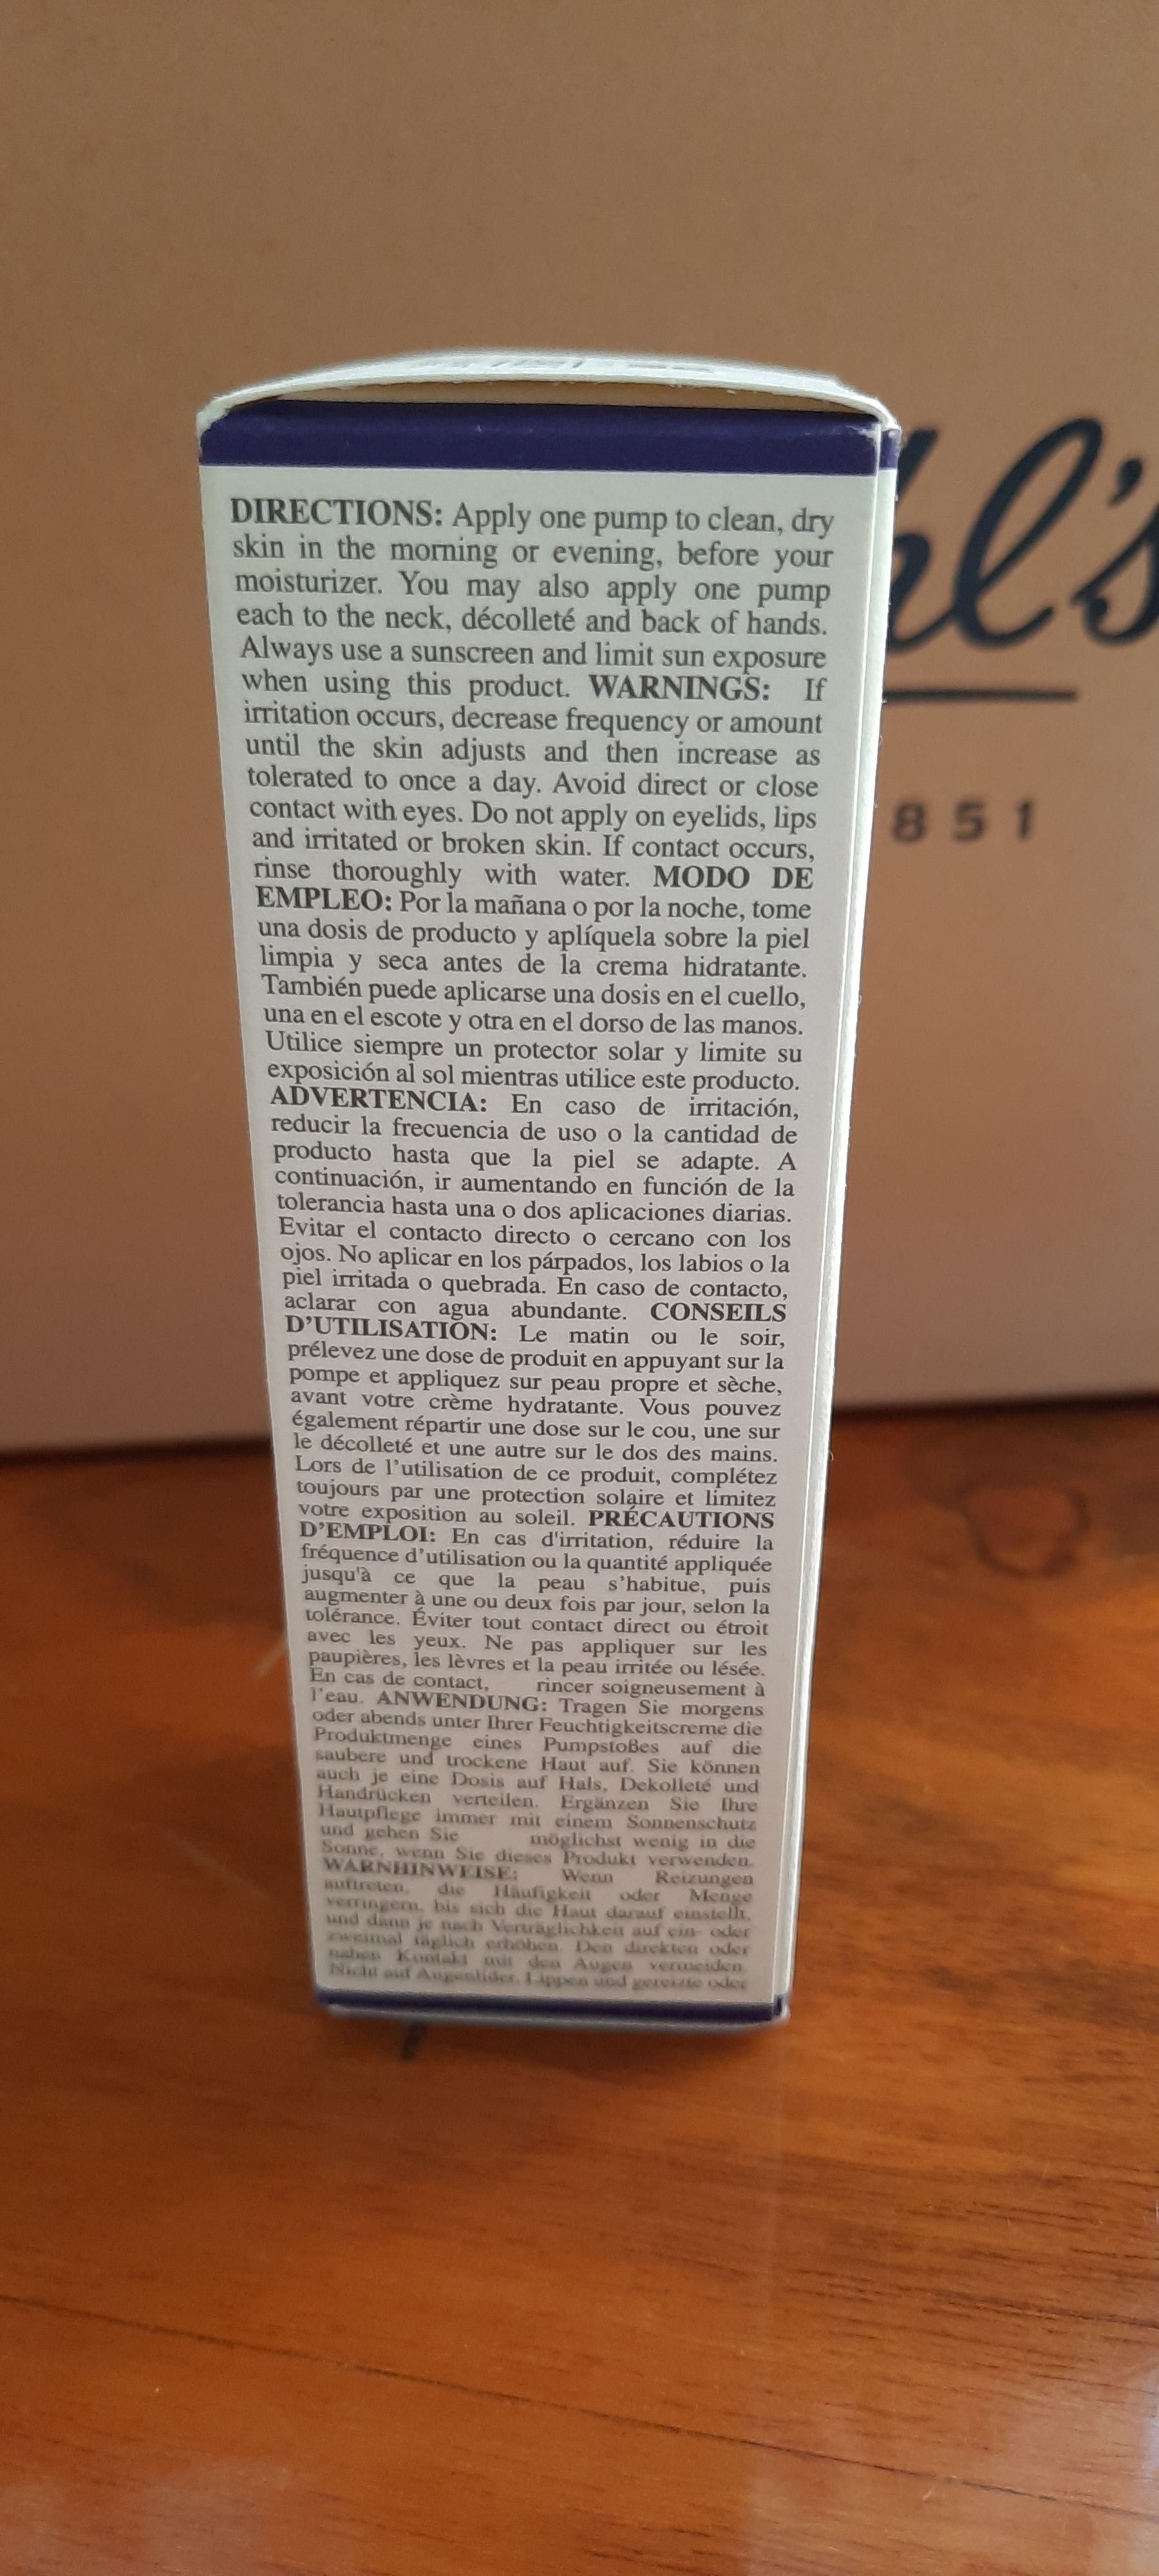 DIRECTIONS: Apply one pump to clean, dry
skin in the morning or evening, before your
moisturizer. You may also apply one pump
each to the neck, décolleté and back of hands.
Always use a sunscreen and limit sun exposure
when using this product. WARNINGS: If
irritation occurs, decrease frequency or amount
until the skin adjusts and then increase as
tolerated to once a day. Avoid direct or close
contact with eyes. Do not apply on eyelids, lips
and irritated or broken skin. If contact occurs,
rinse thoroughly with water. MODO DE
EMPLEO: Por la mañana o por la noche, tome
una dosis de producto y aplíquela sobre la piel
limpia y seca antes de la crema hidratante.
También puede aplicarse una dosis en el cuello,
una en el escote y otra en el dorso de las manos.
Utilice siempre un protector solar y limite su
exposición al sol mientras utilice este producto.
ADVERTENCIA: En caso de irritación,
reducir la frecuencia de uso o la cantidad de
producto hasta que la piel se adapte. A
continuación, ir aumentando en función de la
tolerancia hasta una o dos aplicaciones diarias.
Evitar el contacto directo o cercano con los
ojos. No aplicar en los párpados, los labios o la
piel irritada o quebrada. En caso de contacto,
aclarar con agua abundante. CONSEILS
D'UTILISATION: Le matin ou le soir,
prélevez une dose de produit en appuyant sur la
pompe et appliquez sur peau propre et sèche,
avant votre crème hydratante. Vous pouvez
également répartir une dose sur le cou, une sur
le décolleté et une autre sur le dos des mains.
Lors de l'utilisation de ce produit, complétez
toujours par une protection solaire et limitez
votre exposition au soleil. PRÉCAUTIONS
D'EMPLOI: En cas d'irritation, réduire la
fréquence d'utilisation ou la quantité appliquée
jusqu'à ce que la peau s'habitue, puis
augmenter à une ou deux fois par jour, selon la
tolérance. Éviter tout contact direct ou étroit
avec les yeux. Ne pas appliquer sur les
paupières, les lèvres et la peau irritée ou lésée.
En cas de contact, rincer soigneusement à
l'eau. ANWENDUNG: Tragen Sie morgens
oder abends unter Ihrer Feuchtigkeitscreme die
Produktmenge eines Pumpstoßes auf die
saubere und trockene Haut auf. Sie können
auch je eine Dosis auf Hals, Dekolleté und
Handrücken verteilen. Ergänzen Sie Ihre
Hautpflege immer mit einem Sonnenschutz
und gehen Sie möglichst wenig in die
Sonne, wenn Sie dieses Produkt verwenden.
WARNHINWEISE: Wenn Reizungen
auftreten, die Häufigkeit oder Menge
verringern, bis sich die Haut darauf einstellt,
und dann je nach Verträglichkeit auf ein- oder
zweimal täglich erhöhen. Den direkten oder
nahen Kontakt mit den Augen vermeiden.
Nicht auf Augenlider, Lippen und gereizte oder
hl's
851